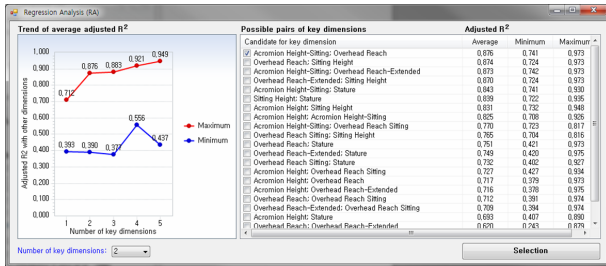 Regression Analysis (RA)
Trend of average adjusted R2
Possible pairs of key dimensions
Adjusted R2
Candidate for key dimension Average Minimum Maximum
Acromion Height-Sitting; Overhead Reach 0,876 0,741 0,973
Overhead Reach; Sitting Height 0,874 0,724 0,973
Acromion Height-Sitting; Overhead Reach-Extended 0,873 0,742 0,973
Overhead Reach-Extended; Sitting Height 0,870 0,724 0,973
Acromion Height-Sitting; Stature 0,843 0,741 0,930
Sitting Height; Stature 0,839 0,722 0,935
Acromion Height; Sitting Height 0,831 0,732 0,948
Acromion Height; Acromion Height-Sitting 0,825 0,708 0,926
Acromion Height-Sitting; Overhead Reach Sitting 0,770 0,723 0,817
Overhead Reach Sitting; Sitting Height 0,765 0,704 0,816
Overhead Reach; Stature 0,751 0,421 0,973
Overhead Reach-Extended; Stature 0,749 0,420 0,975
Overhead Reach Sitting; Stature 0,732 0,402 0,927
Acromion Height; Overhead Reach Sitting 0,727 0,427 0,934
Acromion Height; Overhead Reach 0,717 0,379 0,973
Acromion Height; Overhead Reach-Extended 0,716 0,378 0,975
Overhead Reach; Overhead Reach Sitting 0,712 0,391 0,974
Overhead Reach-Extended; Overhead Reach Sitting 0,709 0,394 0,974
Acromion Height; Stature 0,693 0,407 0,890
Overhead Reach; Overhead Reach-Extended 0,620 0,243 0,879
Adjusted R2 with other dimensions
1,000
0,900
0,800
0,700
0,600
0,500
0,400
0,300
0,200
0,100
0,000
0,712 0,876 0,883 0,921 0,949
0,393 0,390 0,377 0,556 0,437
1 2 3 4 5
Number of key dimensions
Maximum
Minimum
Number of key dimensions: 2
Selection